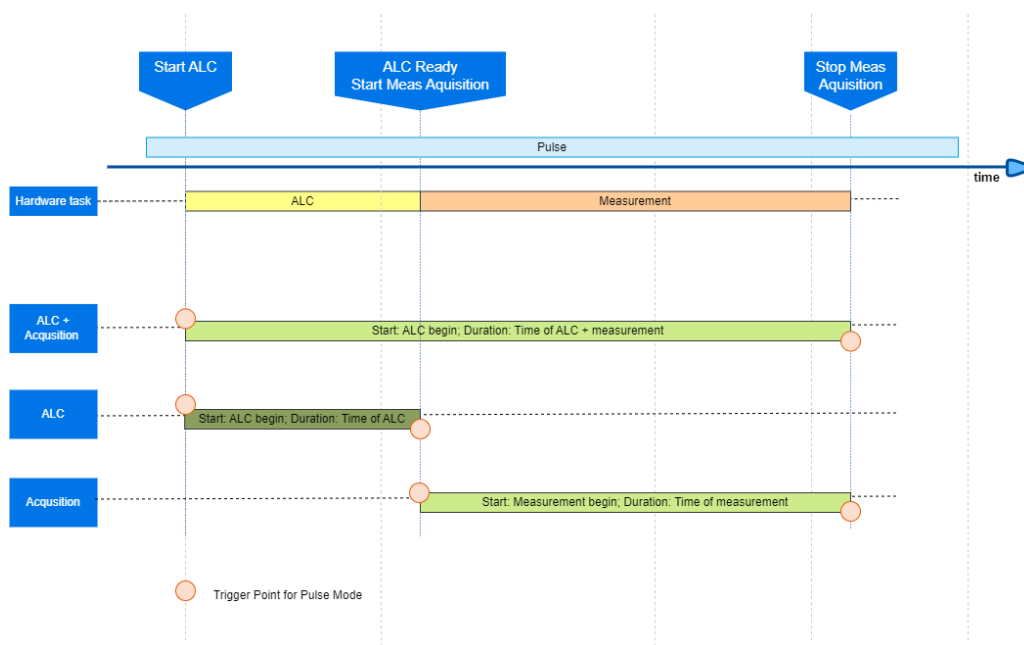 Start ALC
ALC Ready
Start Meas Aquisition
Stop Meas
Aquisition
Pulse
time
Hardware task
ALC
Measurement
ALC +
Acqusition
Start: ALC begin; Duration: Time of ALC + measurement
ALC
Start: ALC begin; Duration: Time of ALC
Acqusition
Start: Measurement begin; Duration: Time of measurement
Trigger Point for Pulse Mode